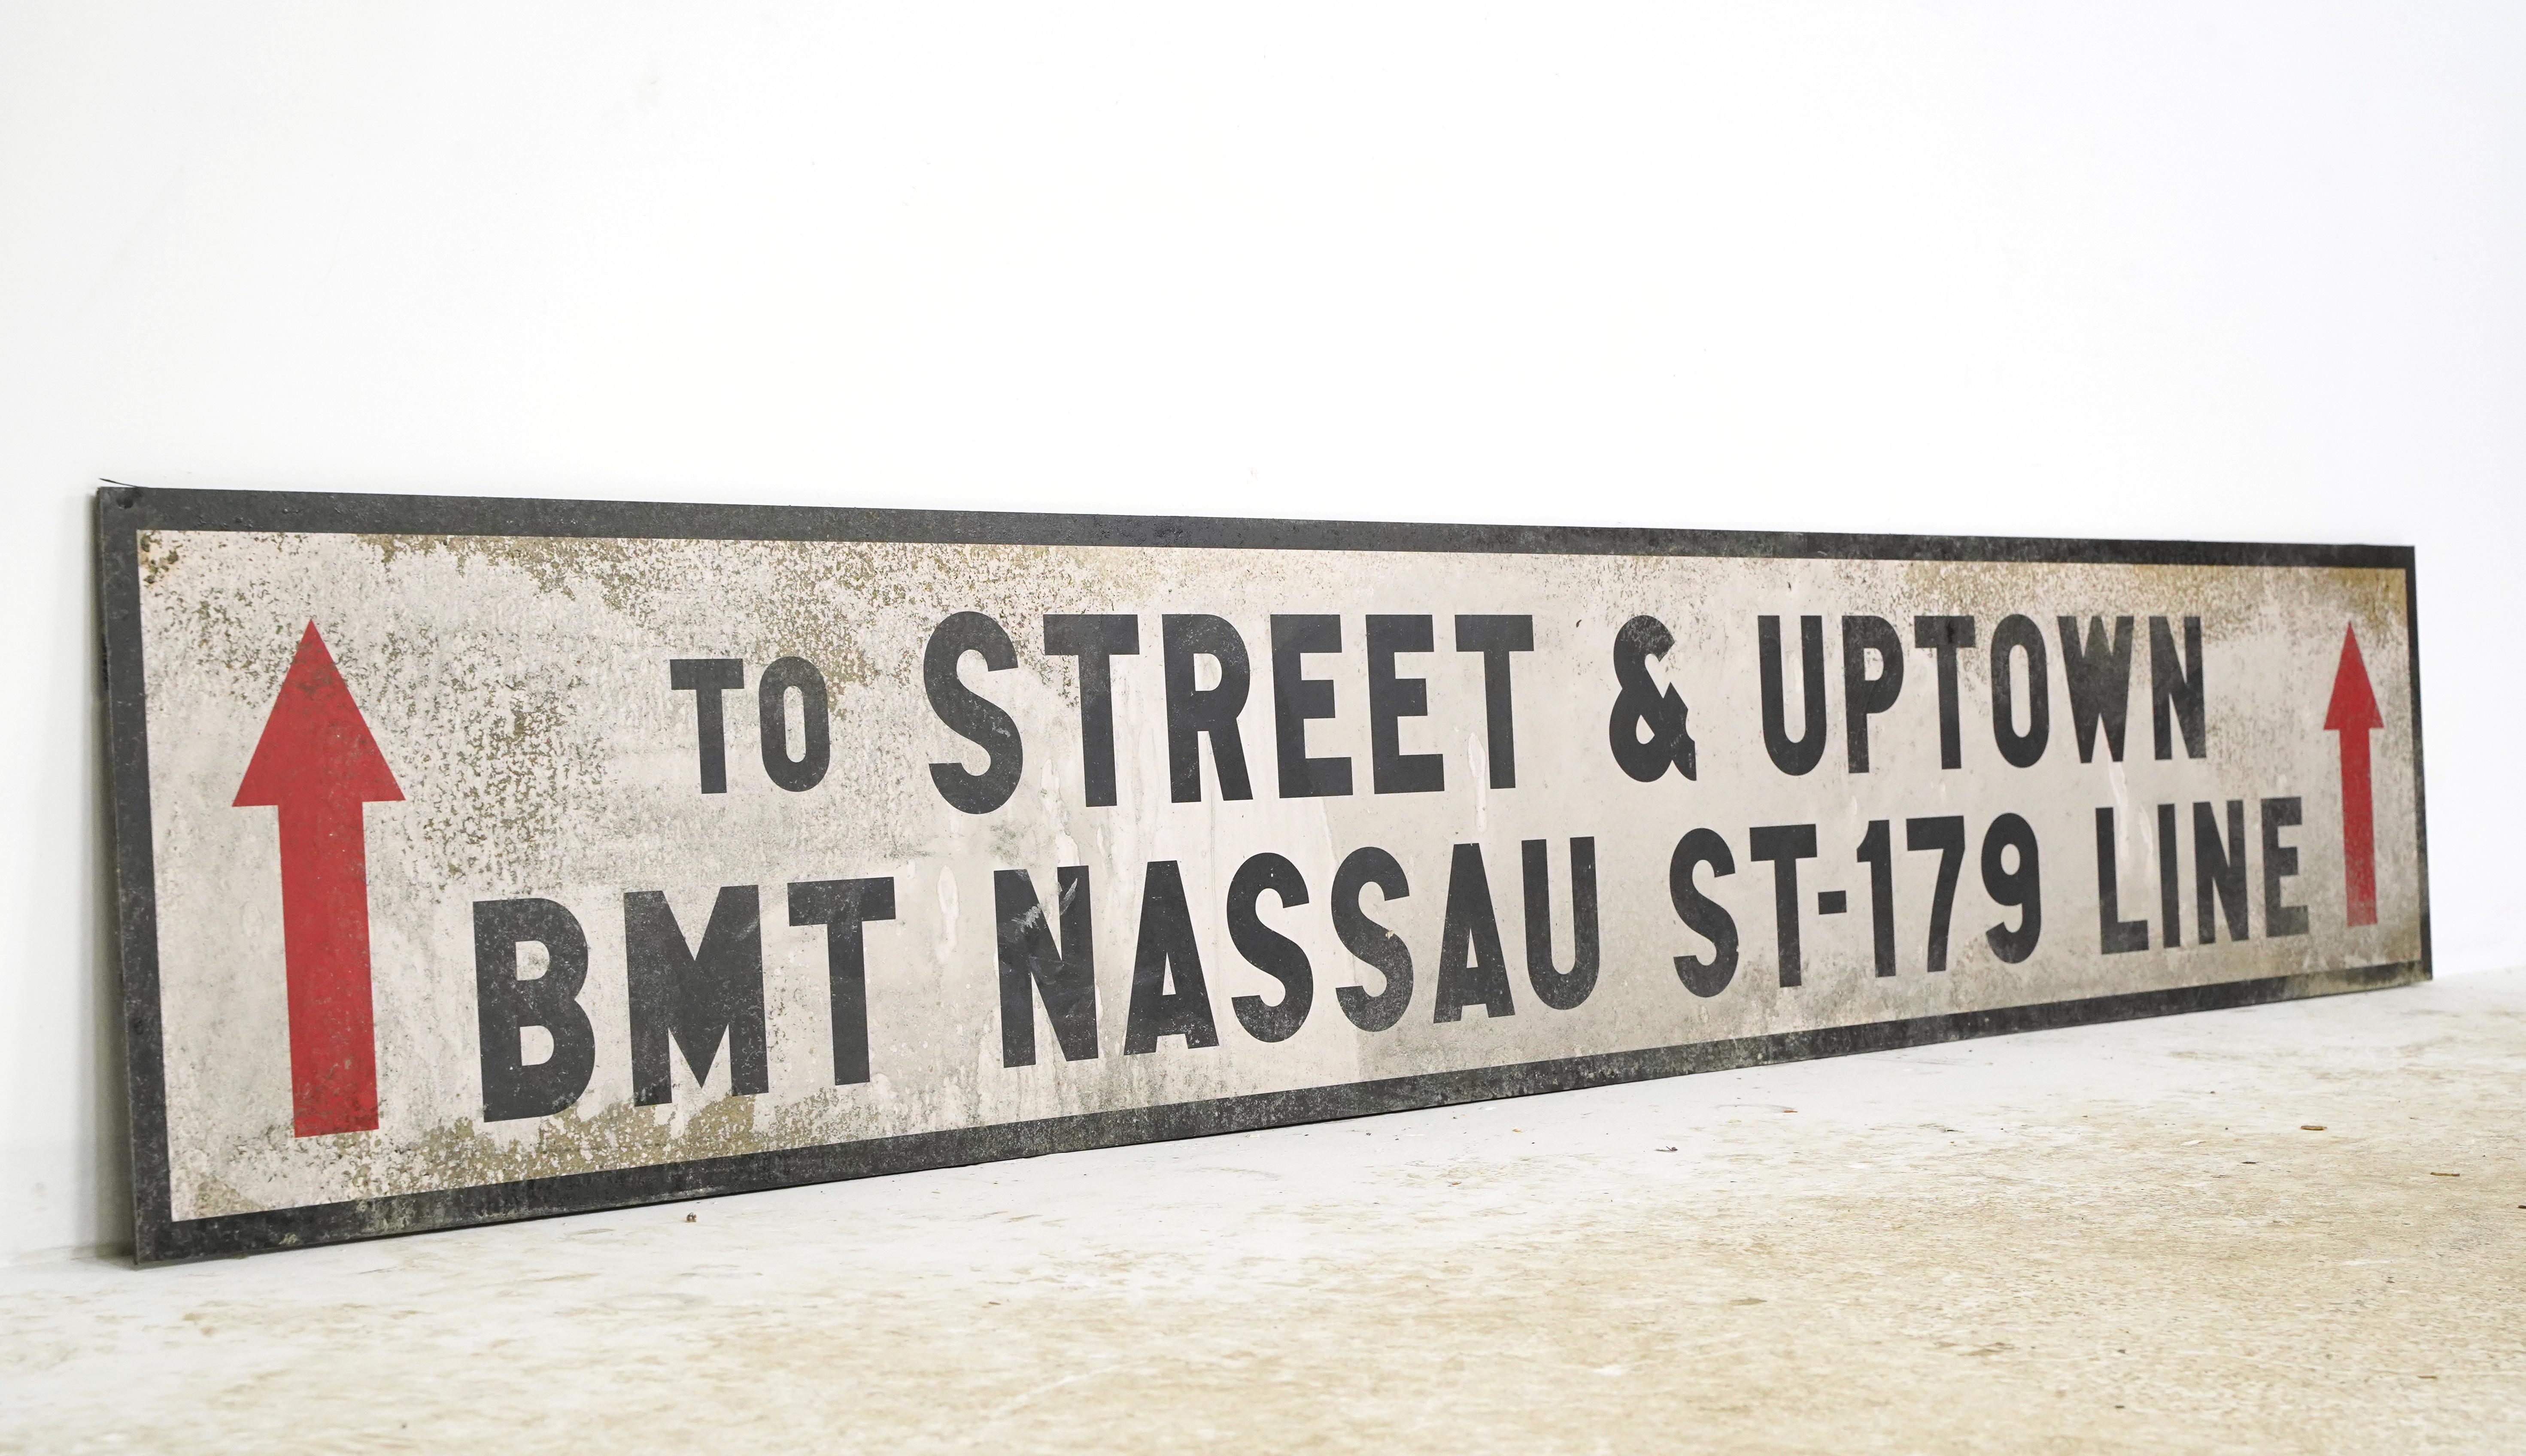 TO STREET & UPTOWN
BMT NASSAU ST-179 LINE